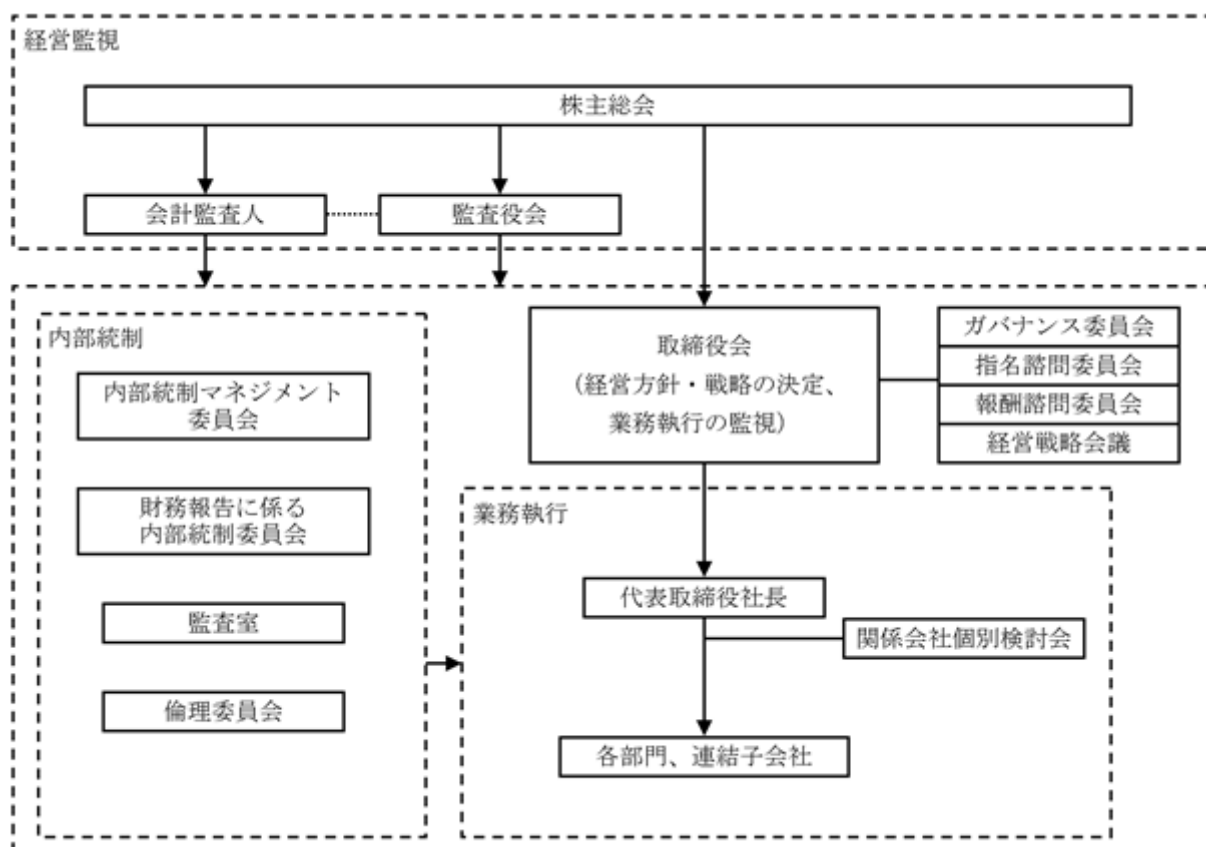 経営監視
株主総会
会計監査人
監査役会
内部統制
内部統制マネジメント
委員会
財務報告に係る
内部統制委員会
監査室
倫理委員会
取締役会
（経営方針・戦略の決定、
業務執行の監視）
ガバナンス委員会
指名諮問委員会
報酬諮問委員会
経営戦略会議
業務執行
代表取締役社長
関係会社個別検討会
各部門、連結子会社